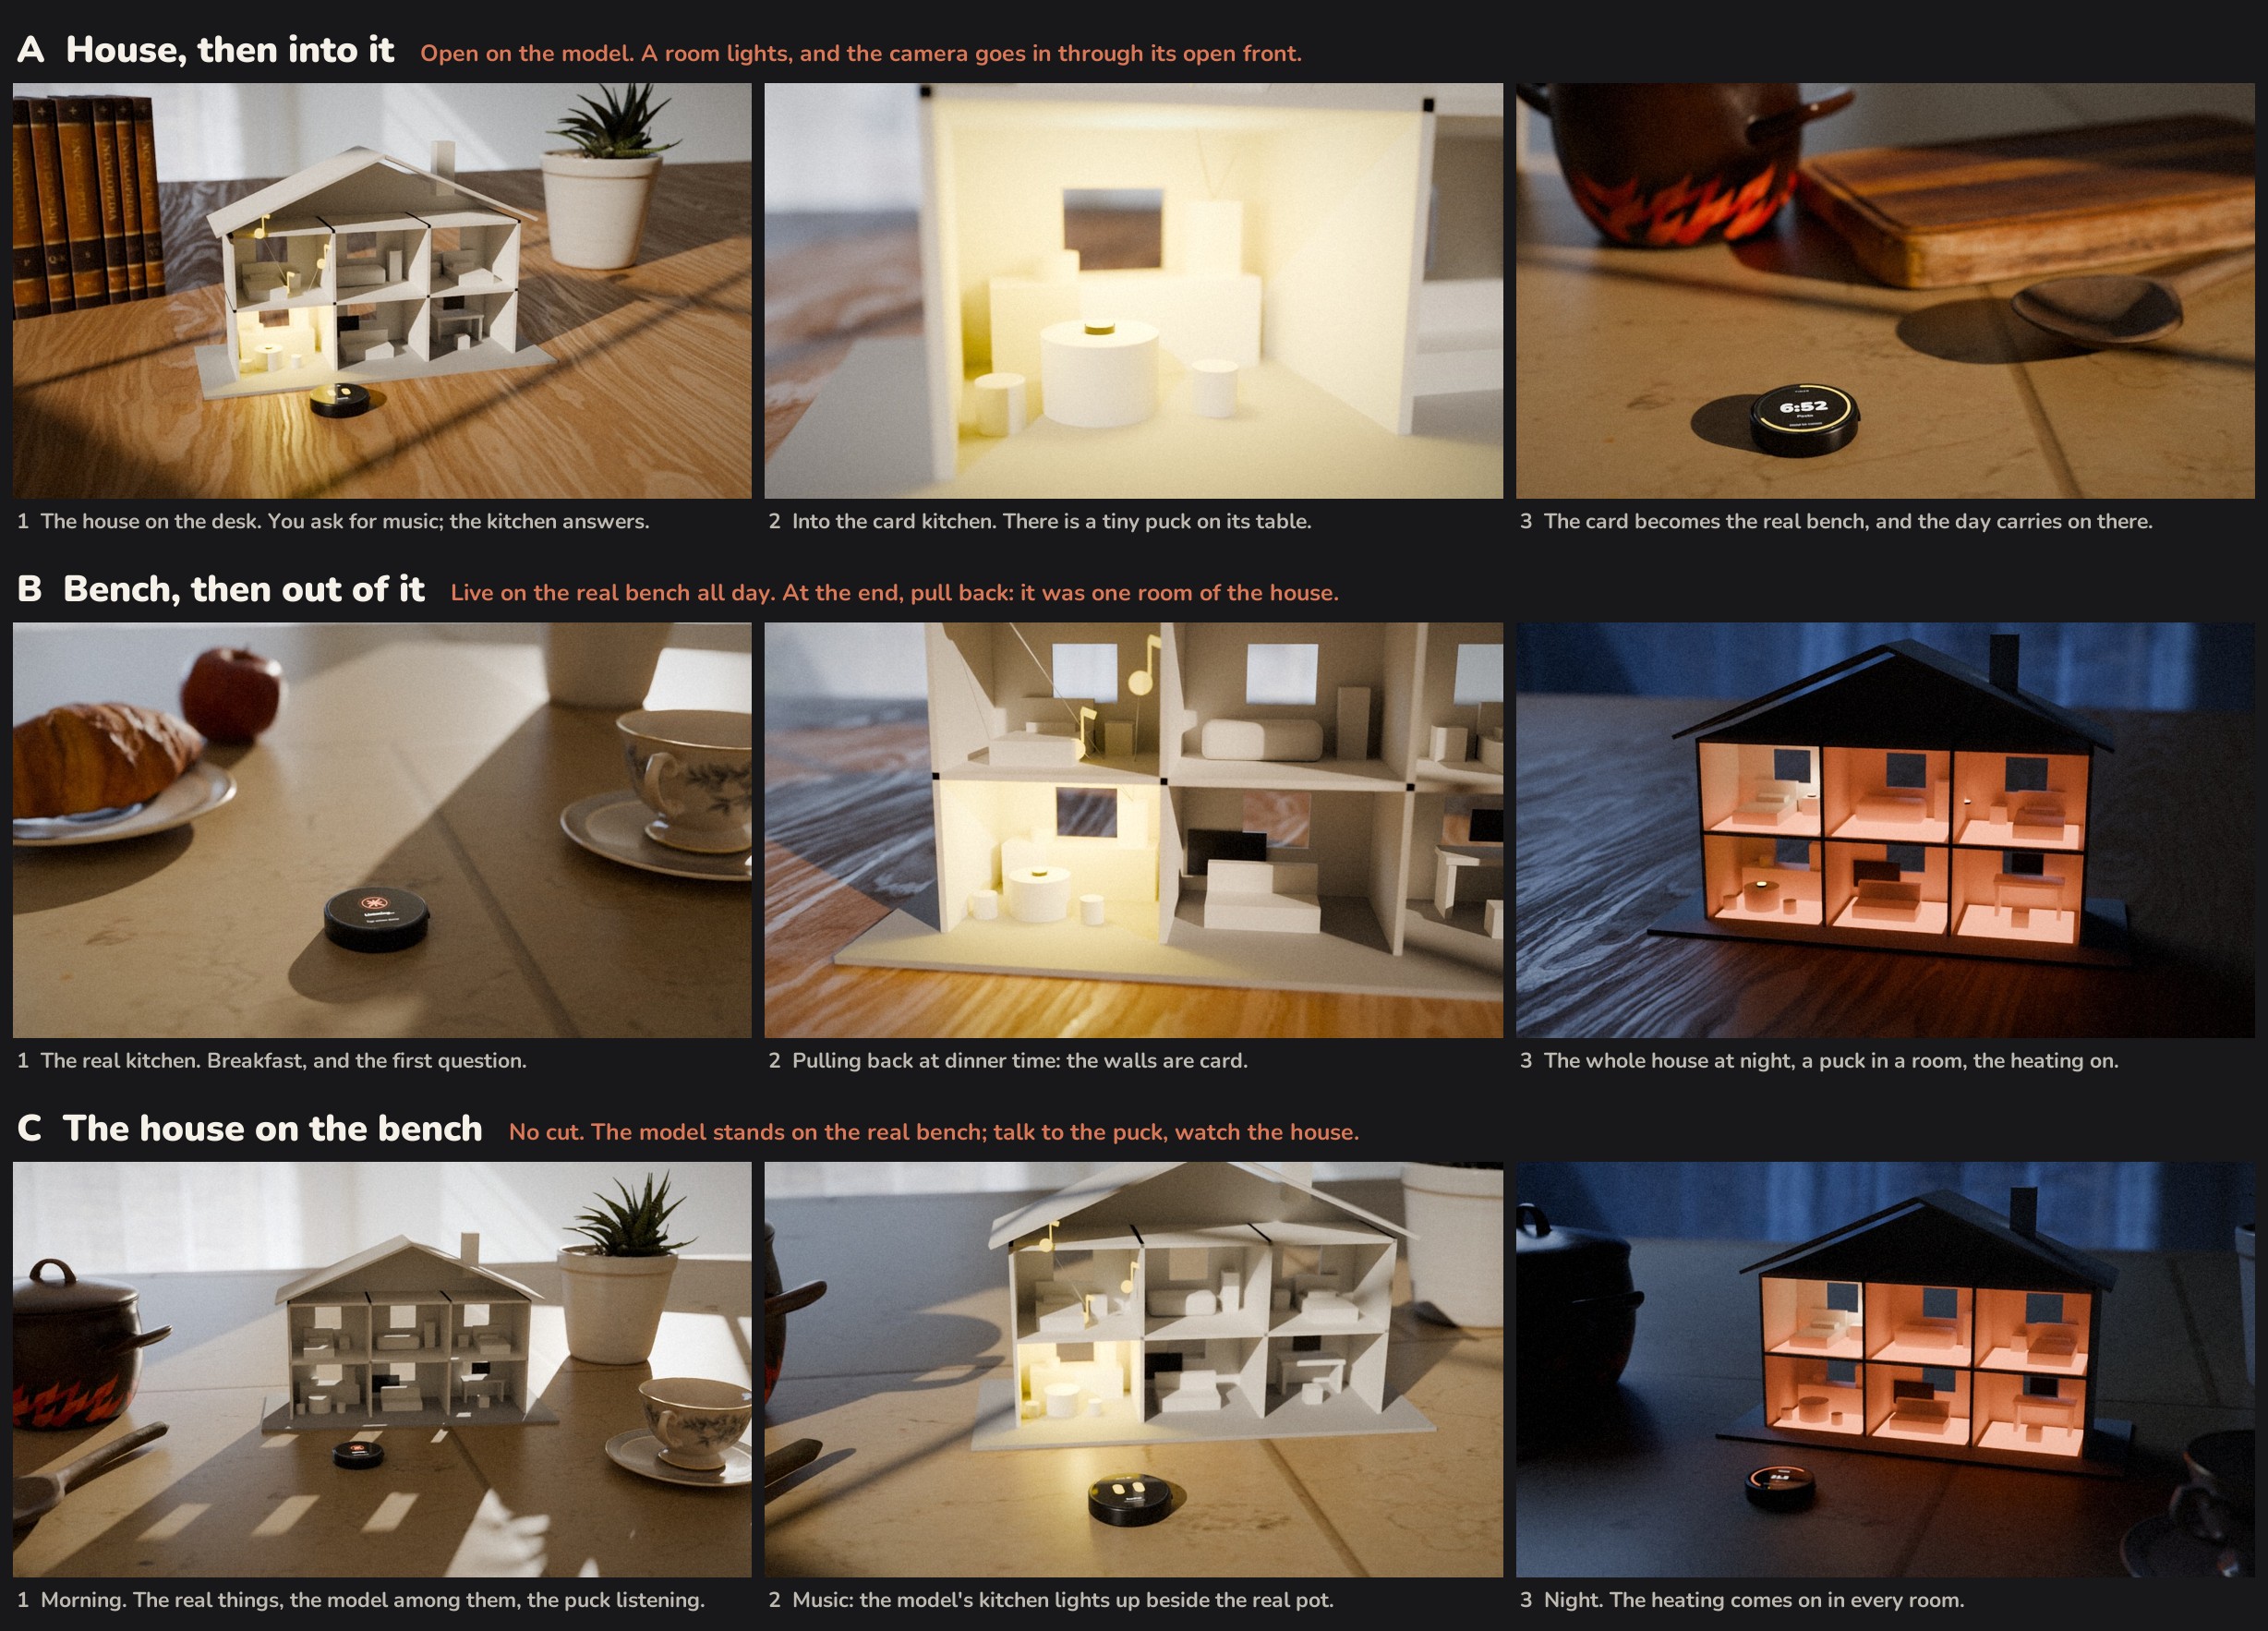 A House, then into it Open on the model. A room lights, and the camera goes in through its open front.
6:52
1 The house on the desk. You ask for music; the kitchen answers.
2 Into the card kitchen. There is a tiny puck on its table.
3 The card becomes the real bench, and the day carries on there.
B Bench, then out of it Live on the real bench all day. At the end, pull back: it was one room of the house.
1 The real kitchen. Breakfast, and the first question.
2 Pulling back at dinner time: the walls are card.
3 The whole house at night, a puck in a room, the heating on.
C The house on the bench No cut. The model stands on the real bench; talk to the puck, watch the house.
1 Morning. The real things, the model among them, the puck listening.
2 Music: the model's kitchen lights up beside the real pot.
3 Night. The heating comes on in every room.